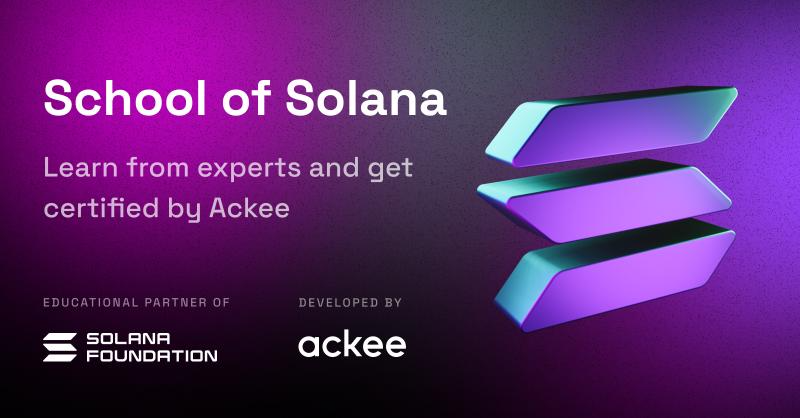 School of Solana
Learn from experts and get
certified by Ackee
EDUCATIONAL PARTNER OF
SOLANA
FOUNDATION
DEVELOPED BY
ackee